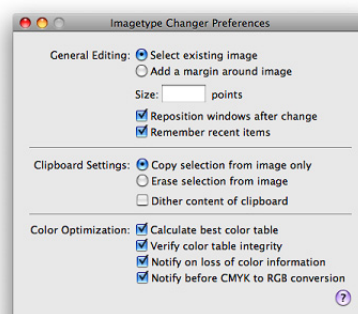 Imagetype Changer Preferences
General Editing: Select existing image
Add a margin around image
Size: points
Reposition windows after change
Remember recent items
Clipboard Settings: Copy selection from image only
Erase selection from image
Dither content of clipboard
Color Optimization: Calculate best color table
Verify color table integrity
Notify on loss of color information
Notify before CMYK to RGB conversion
?